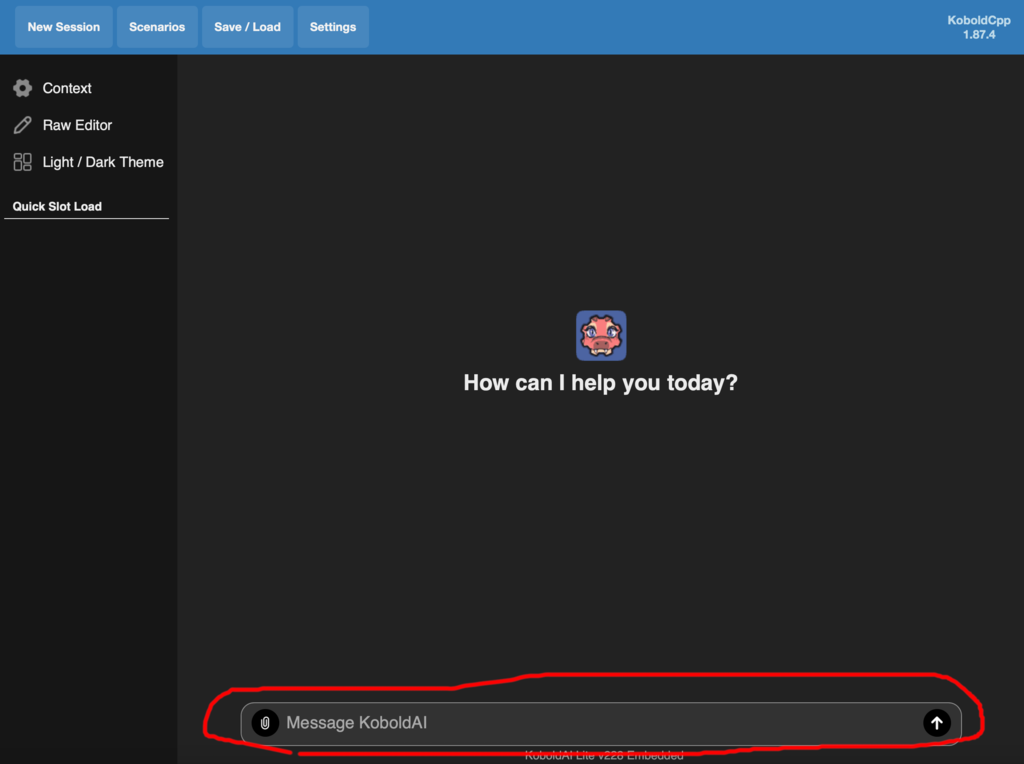 New Session
Scenarios
Save / Load
Settings
KoboldCpp
1.87.4
Context
Raw Editor
Light / Dark Theme
Quick Slot Load
How can I help you today?
Message KoboldAI
KoboldAI Lite v228 Embedded